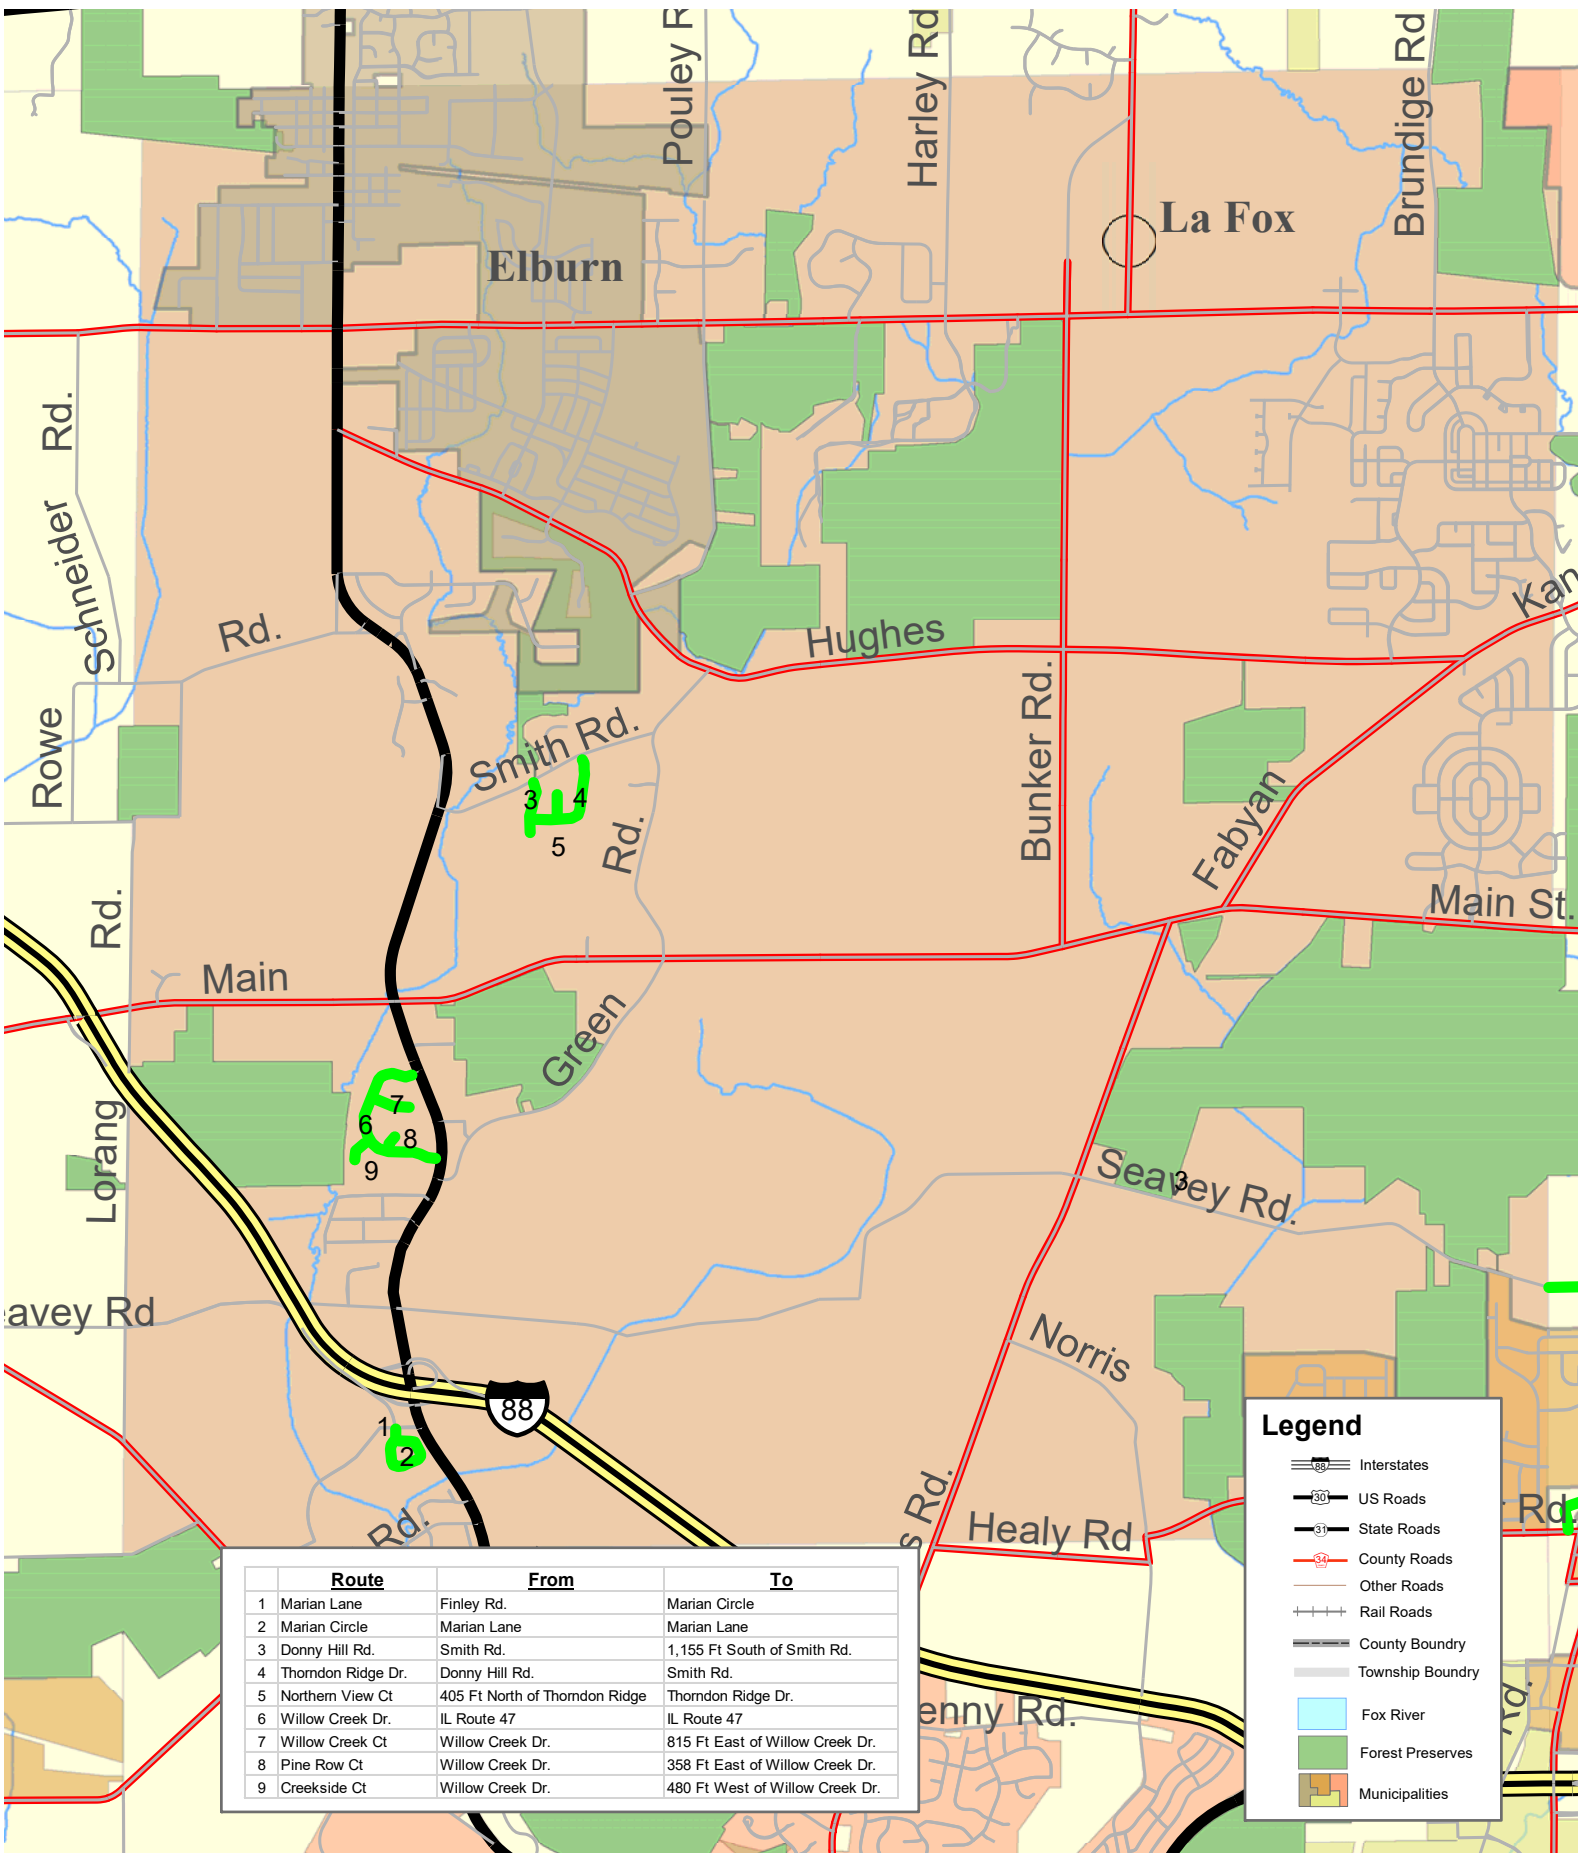 Pouley R
Harley Rd
Brundige Rd
La Fox
Elburn
Schneider Rd.
Rd.
Hughes
Kan
Rowe
Smith Rd.
3
4
5
Rd.
Bunker Rd.
Fabyan
Main St.
Rd.
Main
Green
7
6
8
9
Lorang
Seavey Rd.
3
eavey Rd
Norris
88
1
2
Rd.
s Rd.
Healy Rd
r Rd.
enny Rd.
Rd.
Route From To
1 Marian Lane Finley Rd. Marian Circle
2 Marian Circle Marian Lane Marian Lane
3 Donny Hill Rd. Smith Rd. 1,155 Ft South of Smith Rd.
4 Thorndon Ridge Dr. Donny Hill Rd. Smith Rd.
5 Northern View Ct 405 Ft North of Thorndon Ridge Thorndon Ridge Dr.
6 Willow Creek Dr. IL Route 47 IL Route 47
7 Willow Creek Ct Willow Creek Dr. 815 Ft East of Willow Creek Dr.
8 Pine Row Ct Willow Creek Dr. 358 Ft East of Willow Creek Dr.
9 Creekside Ct Willow Creek Dr. 480 Ft West of Willow Creek Dr.
Legend
88 Interstates
30 US Roads
31 State Roads
34 County Roads
Other Roads
Rail Roads
County Boundry
Township Boundry
Fox River
Forest Preserves
Municipalities